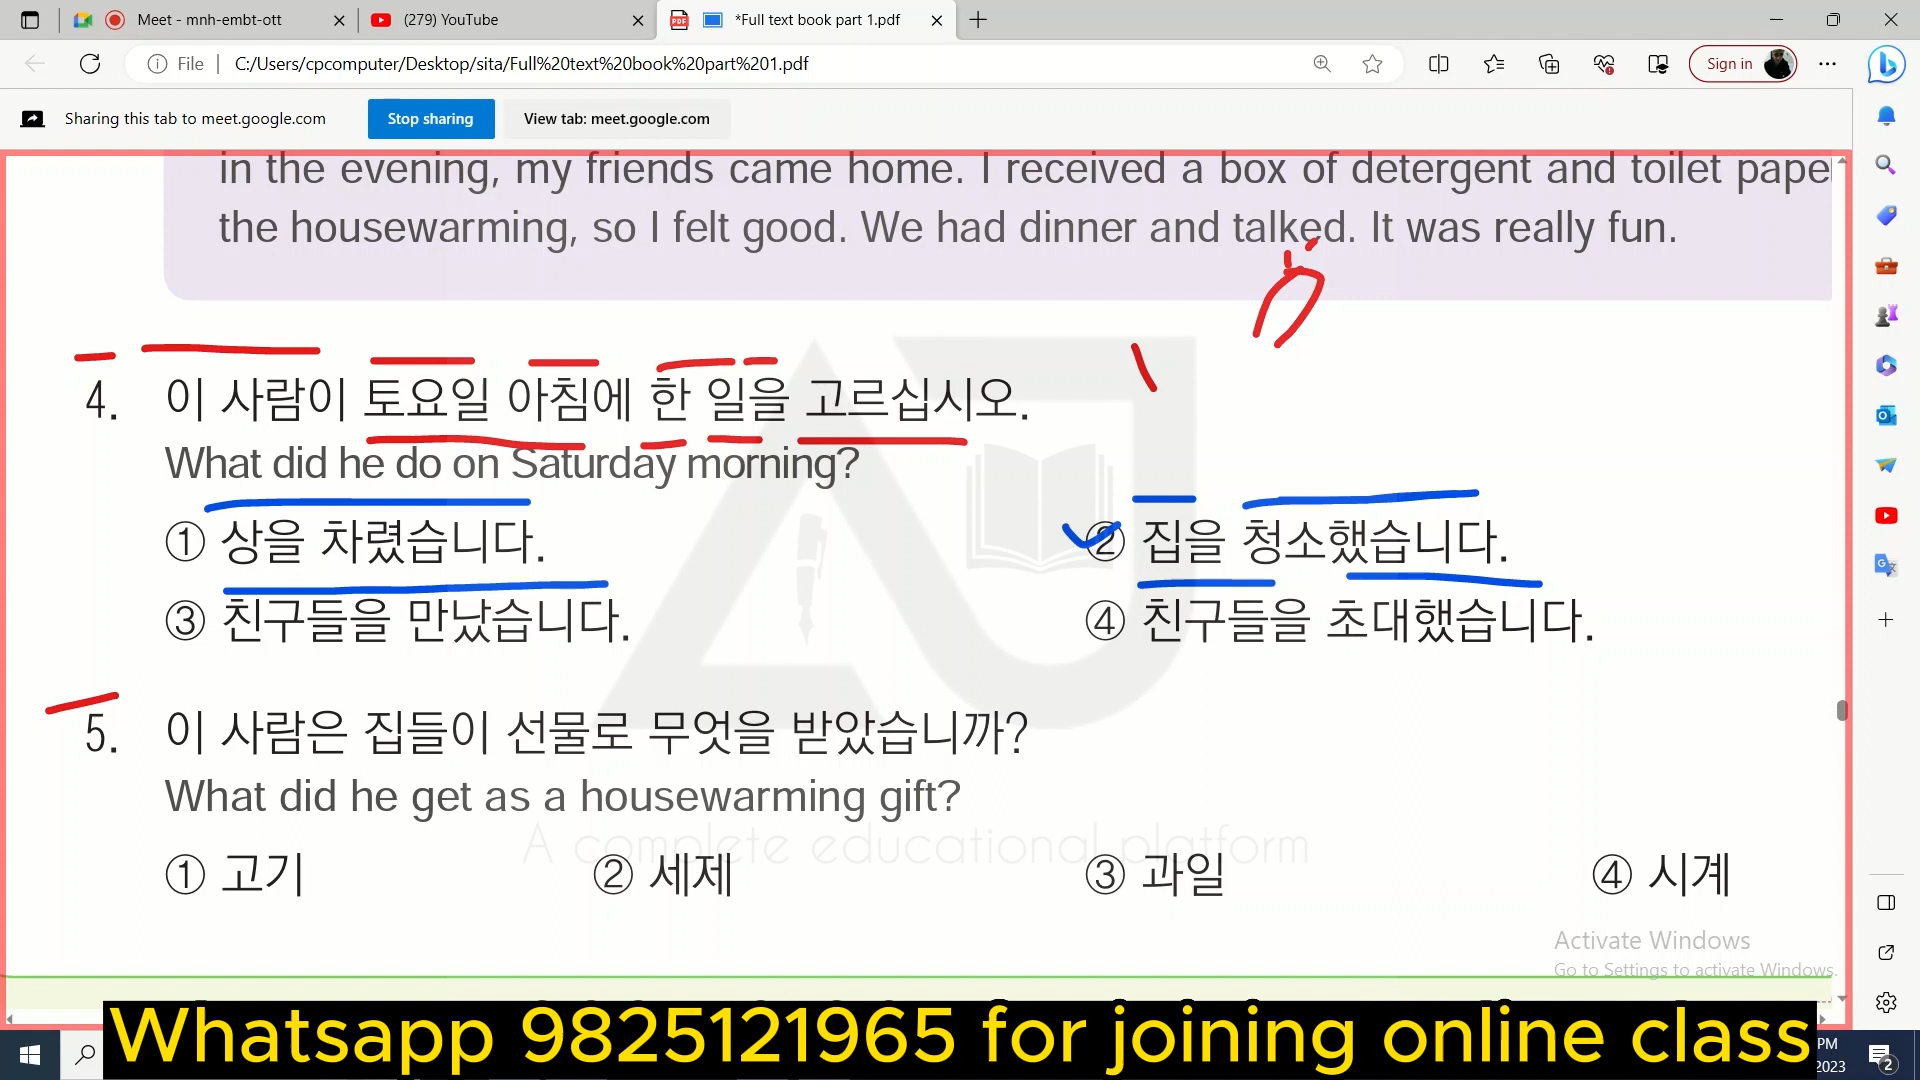 Meet - mnh-embt-ott
(279) YouTube
*Full text book part 1.pdf
File
C:/Users/cpcomputer/Desktop/sita/Full%20text%20book%20part%201.pdf
Sign in
Sharing this tab to meet.google.com
Stop sharing
View tab: meet.google.com
in the evening, my friends came home. I received a box of detergent and toilet pape
the housewarming, so I felt good. We had dinner and talked. It was really fun.
4. 이 사람이 토요일 아침에 한 일을 고르십시오.
What did he do on Saturday morning?
① 상을 차렸습니다.
② 집을 청소했습니다.
③ 친구들을 만났습니다.
④ 친구들을 초대했습니다.
5. 이 사람은 집들이 선물로 무엇을 받았습니까?
What did he get as a housewarming gift?
A complete educational platform
① 고기 ② 세제 ③ 과일 ④ 시계
Activate Windows
Go to Settings to activate Windows.
Whatsapp 9825121965 for joining online class
PM
2023
2